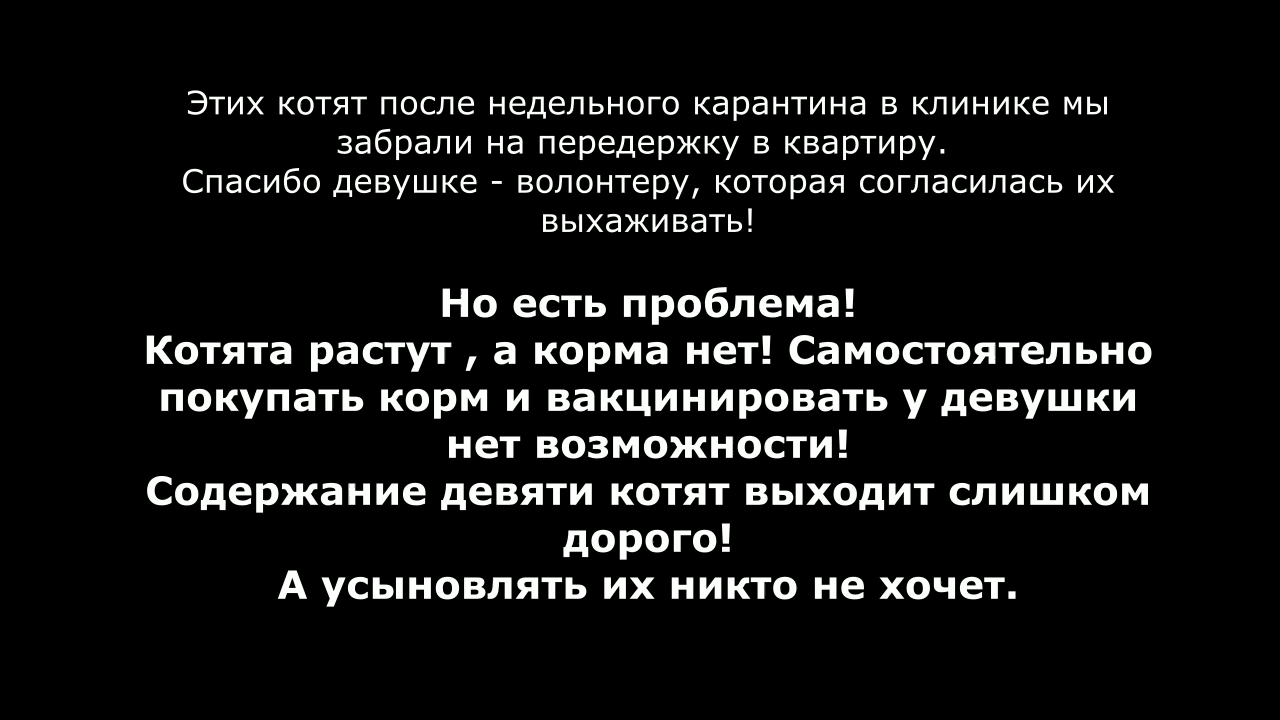 Этих котят после недельного карантина в клинике мы
забрали на передержку в квартиру.
Спасибо девушке - волонтеру, которая согласилась их
выхаживать!
Но есть проблема!
Котята растут , а корма нет! Самостоятельно
покупать корм и вакцинировать у девушки
нет возможности!
Содержание девяти котят выходит слишком
дорого!
А усыновлять их никто не хочет.